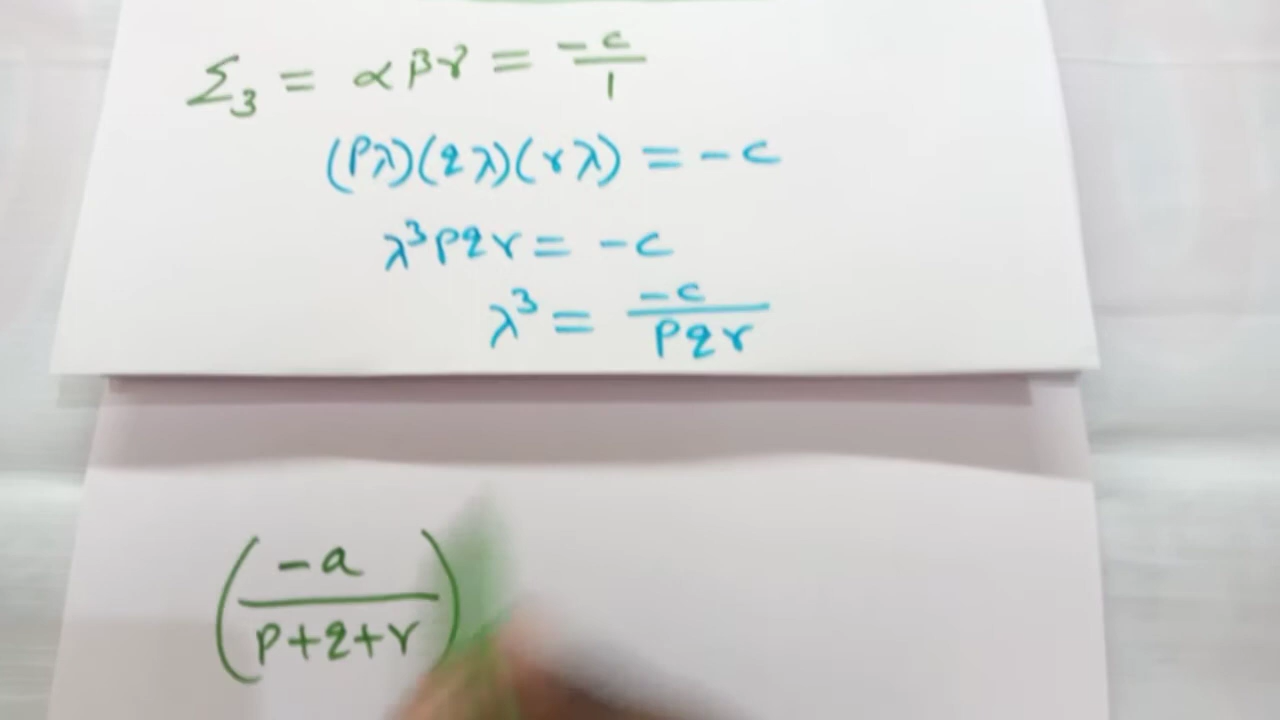 Σ₃ = αβγ = -c/1
(pλ)(qλ)(rλ) = -c
λ³pqr = -c
λ³ = -c/pqr
(-a/p+q+r)